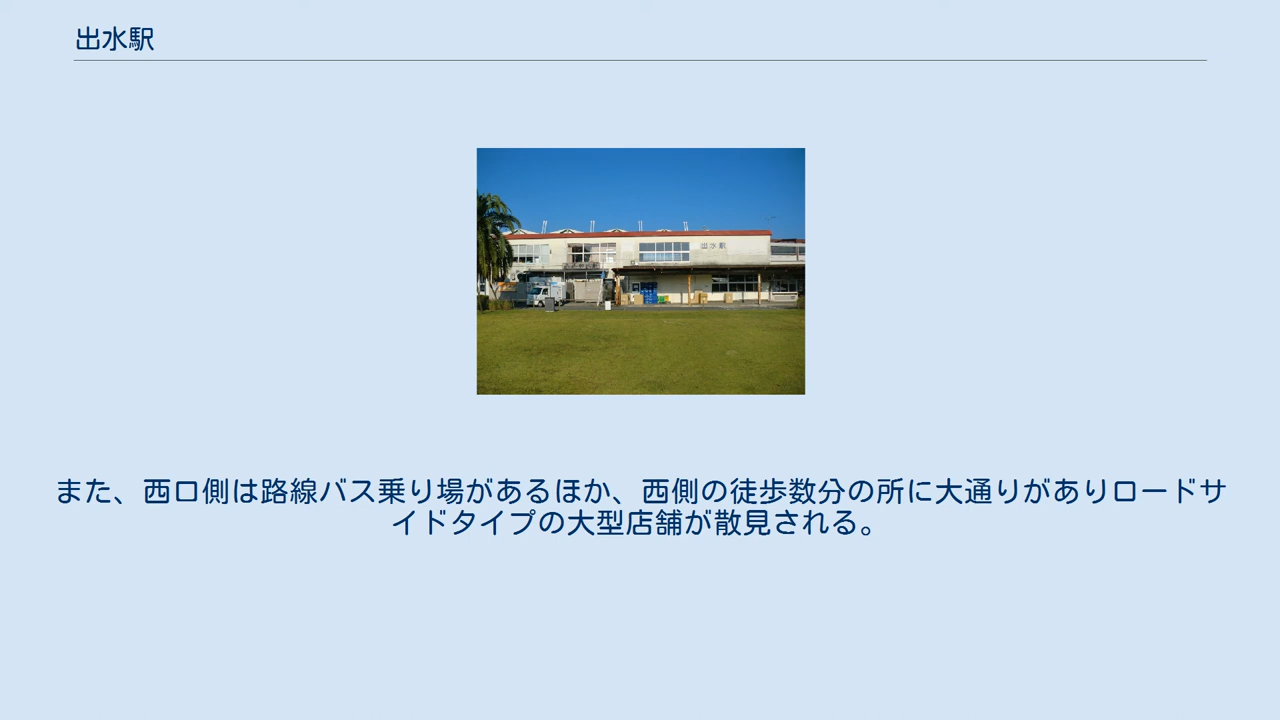 出水駅
出水駅
また、西口側は路線バス乗り場があるほか、西側の徒歩数分の所に大通りがありロードサ
イドタイプの大型店舗が散見される。